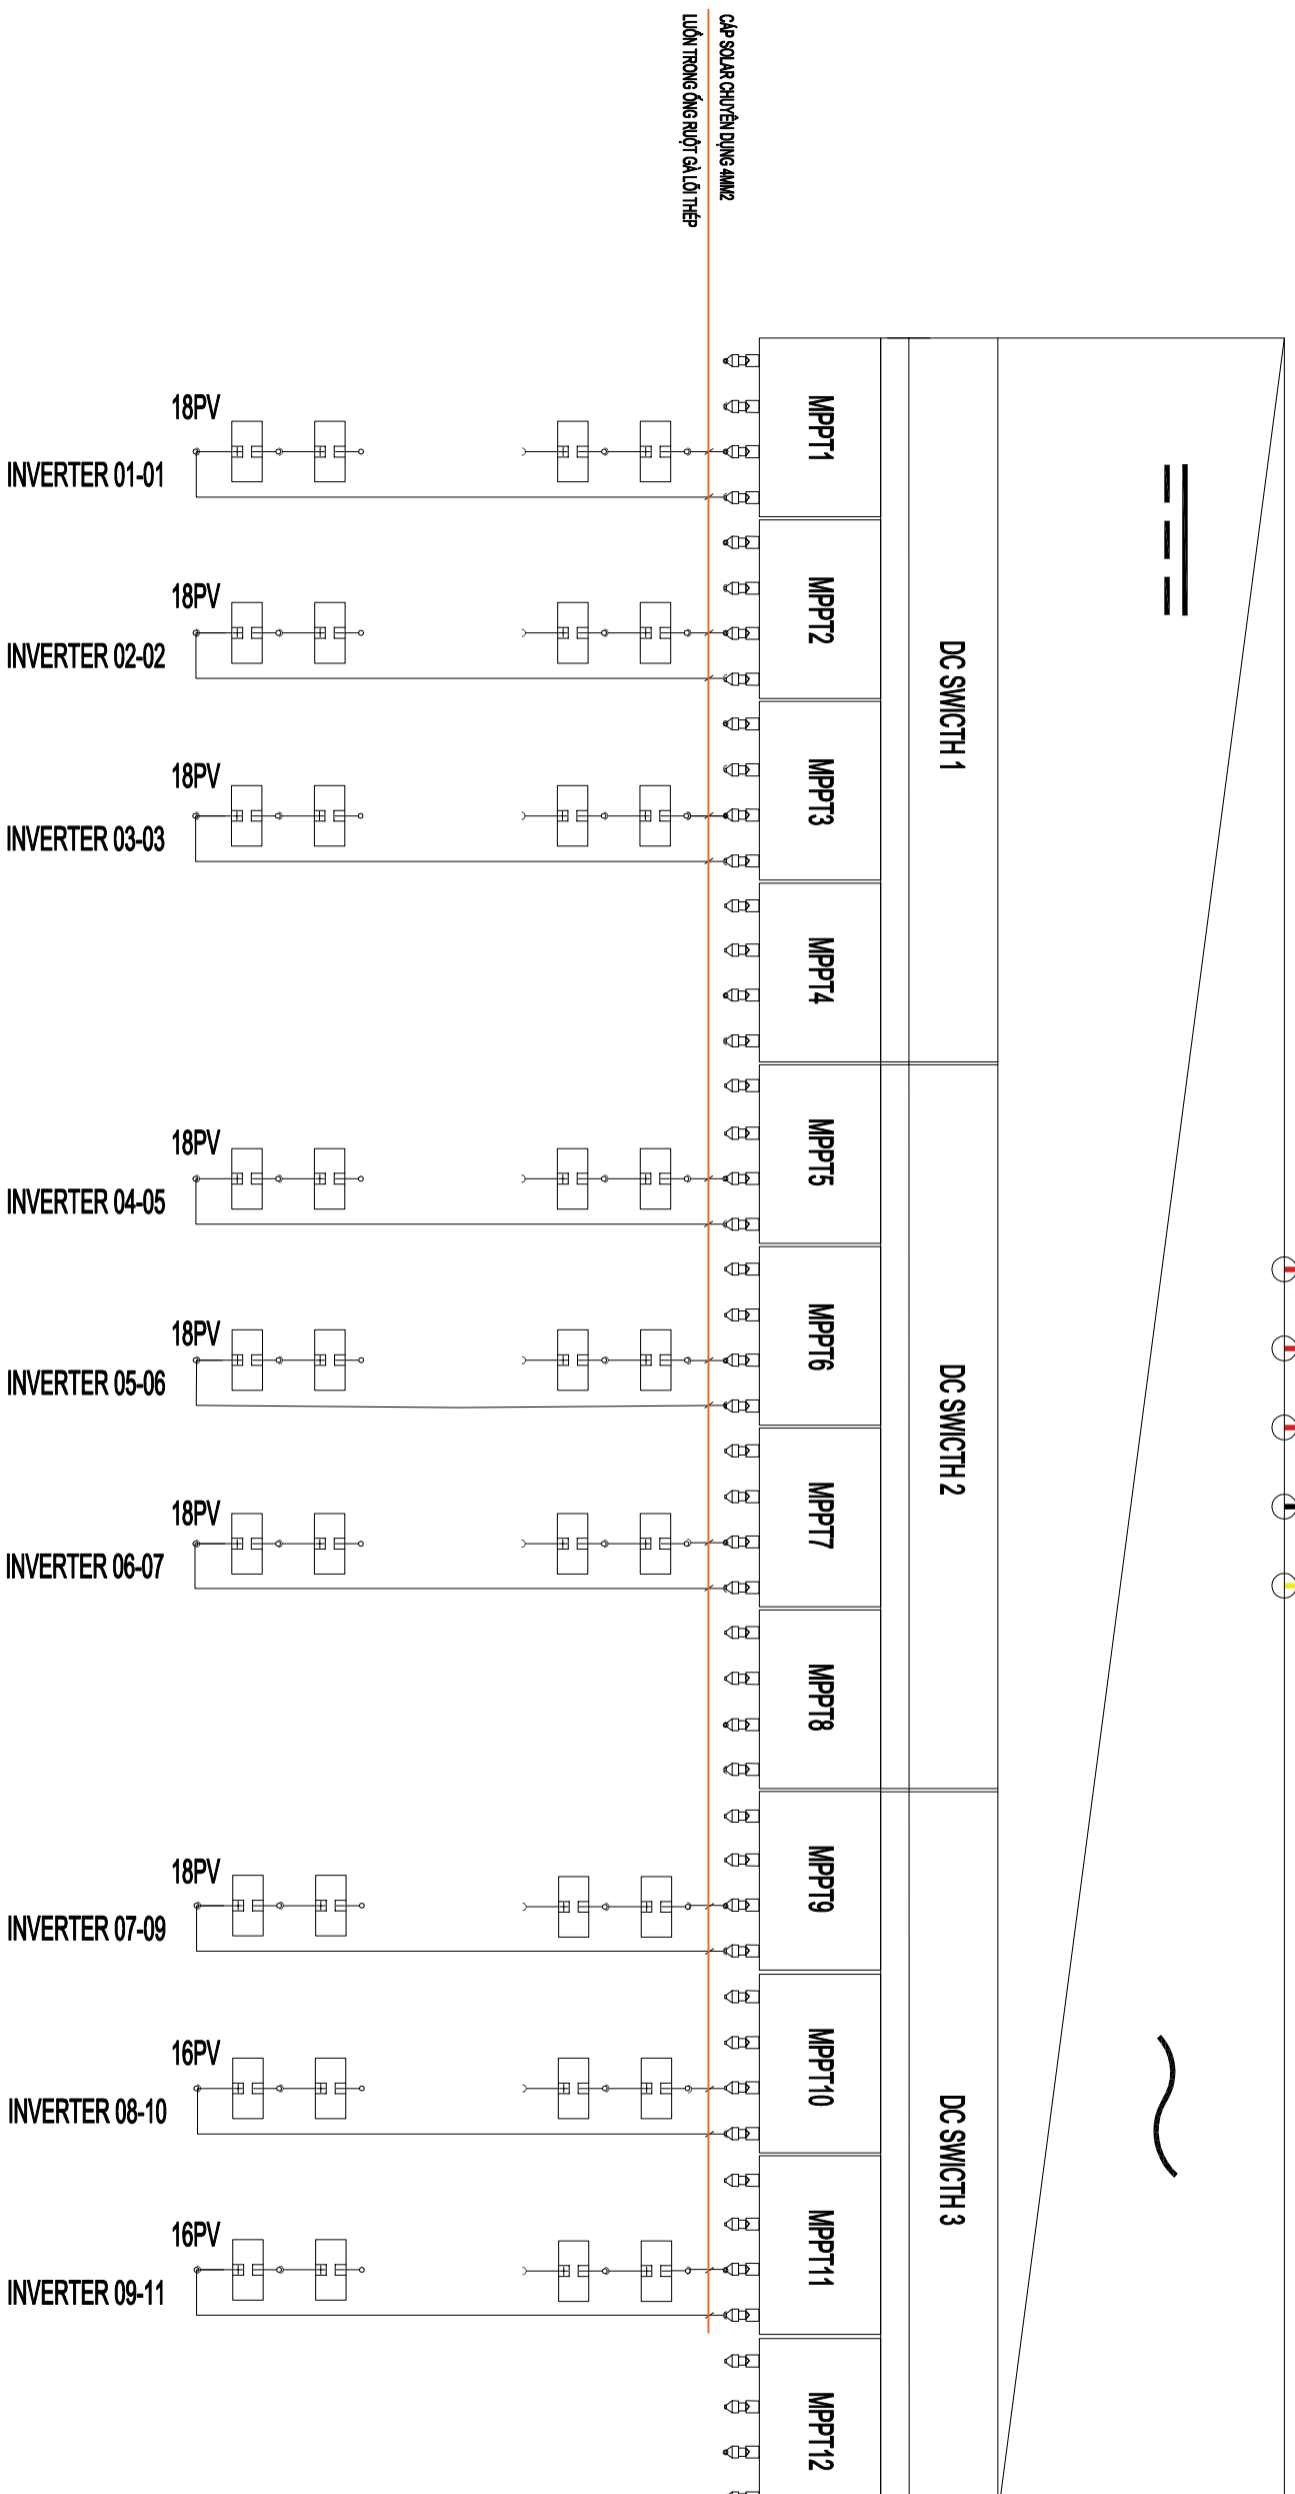 CÁP SOLAR CHUYÊN DỤNG 4MM2
LUỒN TRONG ỐNG RUỘT GÀ LÕI THÉP
18PV
INVERTER 01-01
MPPT1
18PV
INVERTER 02-02
MPPT2
DC SWICTH 1
18PV
INVERTER 03-03
MPPT3
MPPT4
18PV
INVERTER 04-05
MPPT5
18PV
INVERTER 05-06
MPPT6
DC SWICTH 2
18PV
INVERTER 06-07
MPPT7
MPPT8
18PV
INVERTER 07-09
MPPT9
16PV
INVERTER 08-10
MPPT10
DC SWICTH 3
16PV
INVERTER 09-11
MPPT11
MPPT12